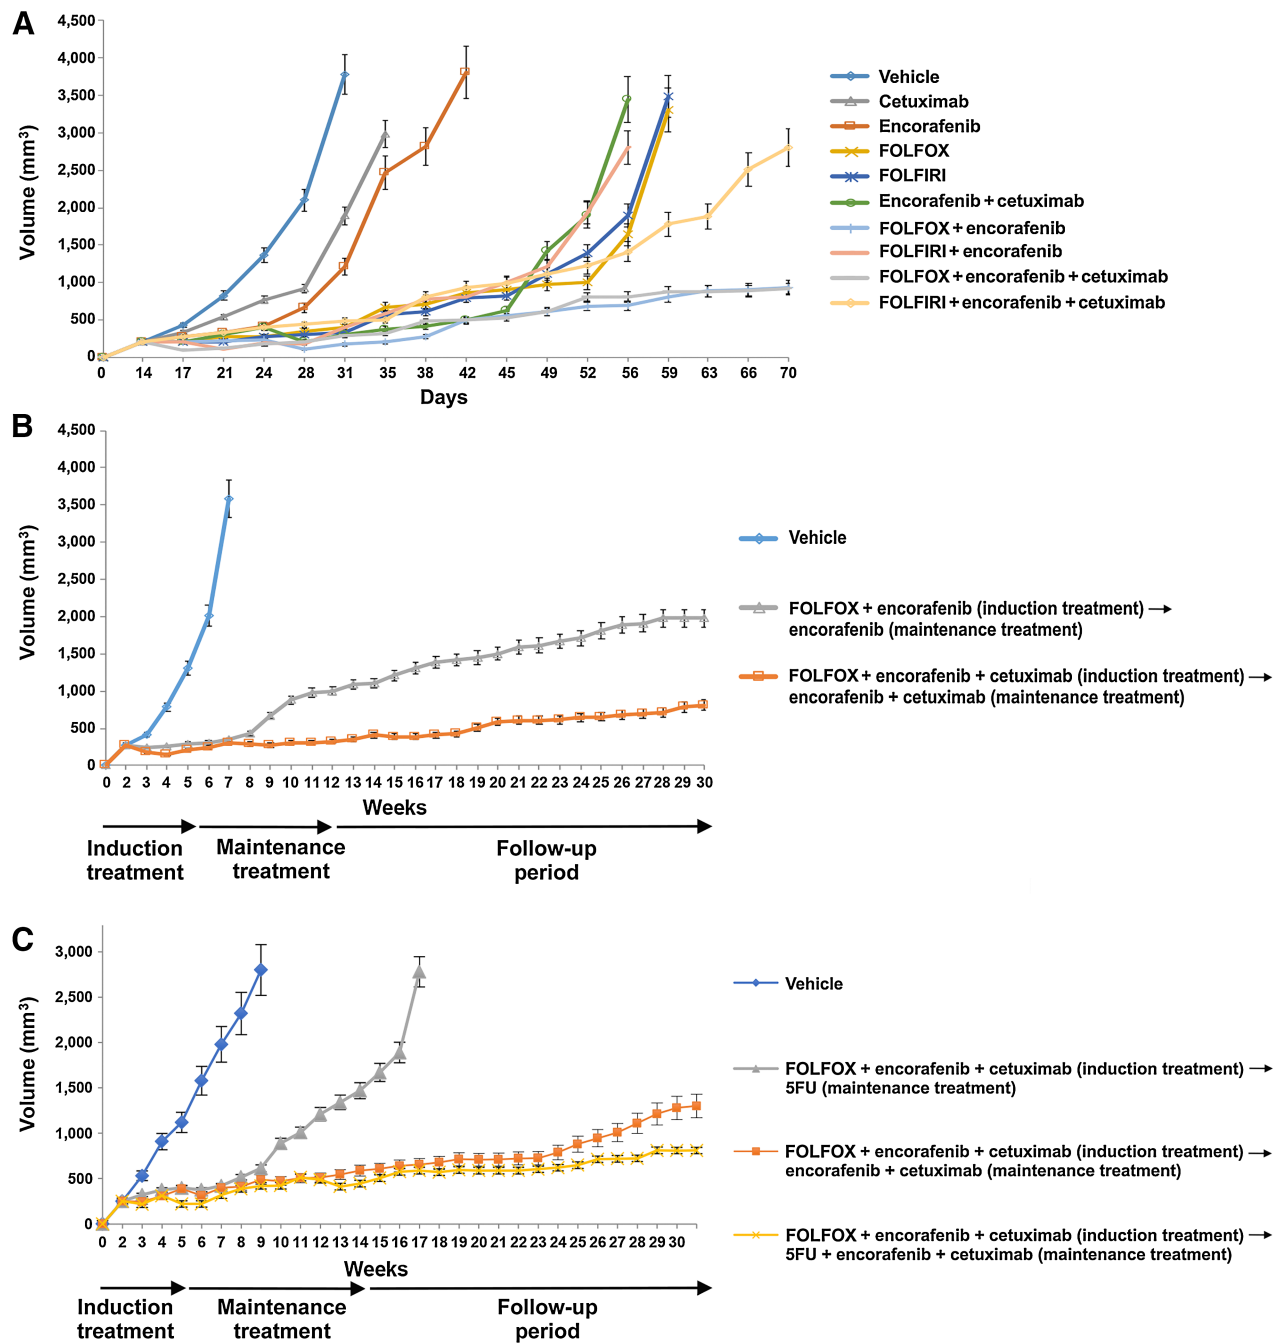 A
4,500
4,000
3,500
3,000
2,500
2,000
1,500
1,000
500
0
Volume (mm³)
0 14 17 21 24 28 31 35 38 42 45 49 52 56 59 63 66 70
Days
Vehicle
Cetuximab
Encorafenib
FOLFOX
FOLFIRI
Encorafenib + cetuximab
FOLFOX + encorafenib
FOLFIRI + encorafenib
FOLFOX + encorafenib + cetuximab
FOLFIRI + encorafenib + cetuximab
B
4,500
4,000
3,500
3,000
2,500
2,000
1,500
1,000
500
0
Volume (mm³)
0 2 3 4 5 6 7 8 9 10 11 12 13 14 15 16 17 18 19 20 21 22 23 24 25 26 27 28 29 30
Weeks
Induction
treatment
Maintenance
treatment
Follow-up
period
Vehicle
FOLFOX + encorafenib (induction treatment) →
encorafenib (maintenance treatment)
FOLFOX + encorafenib + cetuximab (induction treatment) →
encorafenib + cetuximab (maintenance treatment)
C
3,000
2,500
2,000
1,500
1,000
500
0
Volume (mm³)
0 2 3 4 5 6 7 8 9 10 11 12 13 14 15 16 17 18 19 20 21 22 23 24 25 26 27 28 29 30
Weeks
Induction
treatment
Maintenance
treatment
Follow-up
period
Vehicle
FOLFOX + encorafenib + cetuximab (induction treatment) →
5FU (maintenance treatment)
FOLFOX + encorafenib + cetuximab (induction treatment) →
encorafenib + cetuximab (maintenance treatment)
FOLFOX + encorafenib + cetuximab (induction treatment) →
5FU + encorafenib + cetuximab (maintenance treatment)